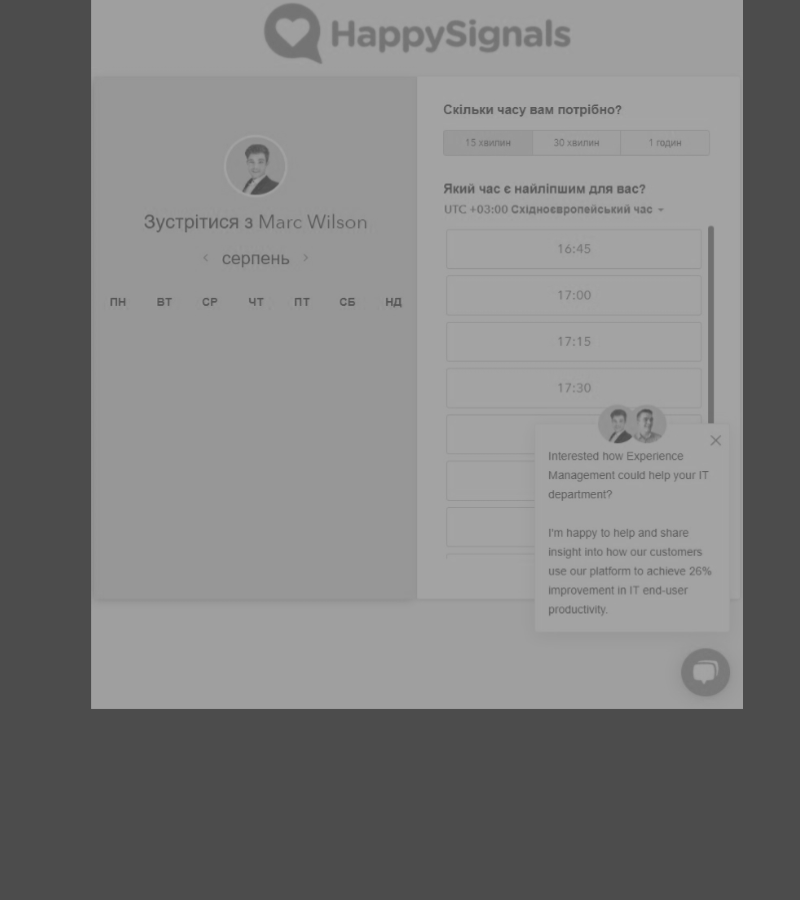 HappySignals
Зустрітися з Marc Wilson
серпень
ПН ВТ СР ЧТ ПТ СБ НД
Скільки часу вам потрібно?
15 хвилин 30 хвилин 1 годин
Який час є найліпшим для вас?
UTC +03:00 Східноєвропейський час
16:45
17:00
17:15
17:30
Interested how Experience
Management could help your IT
department?
I'm happy to help and share
insight into how our customers
use our platform to achieve 26%
improvement in IT end-user
productivity.